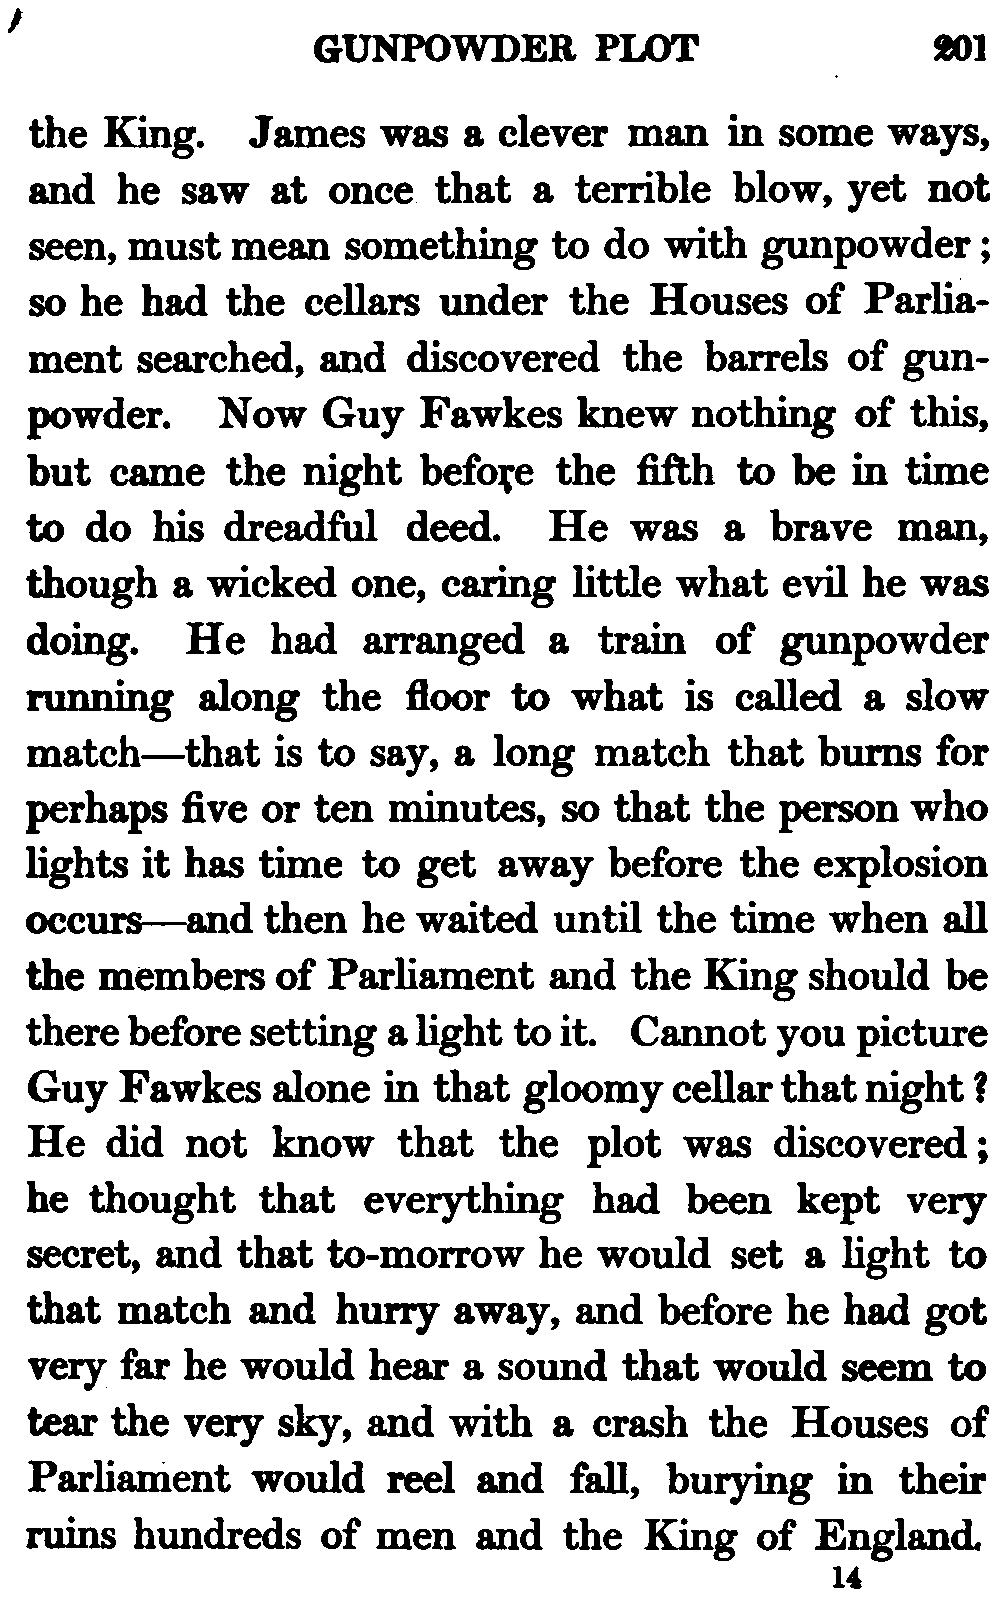 GUNPOWDER PLOT 201
the King. James was a clever man in some ways,
and he saw at once that a terrible blow, yet not
seen, must mean something to do with gunpowder;
so he had the cellars under the Houses of Parlia-
ment searched, and discovered the barrels of gun-
powder. Now Guy Fawkes knew nothing of this,
but came the night before the fifth to be in time
to do his dreadful deed. He was a brave man,
though a wicked one, caring little what evil he was
doing. He had arranged a train of gunpowder
running along the floor to what is called a slow
match—that is to say, a long match that burns for
perhaps five or ten minutes, so that the person who
lights it has time to get away before the explosion
occurs—and then he waited until the time when all
the members of Parliament and the King should be
there before setting a light to it. Cannot you picture
Guy Fawkes alone in that gloomy cellar that night?
He did not know that the plot was discovered;
he thought that everything had been kept very
secret, and that to-morrow he would set a light to
that match and hurry away, and before he had got
very far he would hear a sound that would seem to
tear the very sky, and with a crash the Houses of
Parliament would reel and fall, burying in their
ruins hundreds of men and the King of England.
14